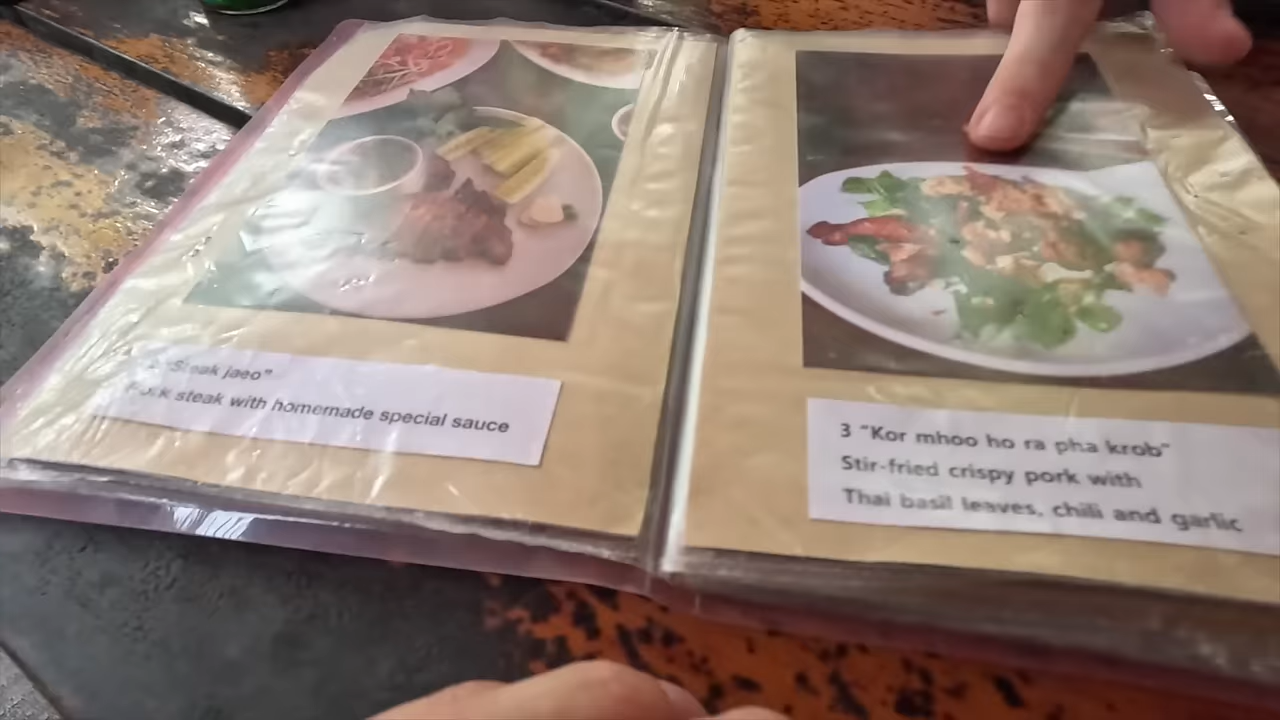 "Steak jaeo"
steak with homemade special sauce
3 "Kor mhoo ho ra pha krob"
Stir-fried crispy pork with
Thai basil leaves, chili and garlic